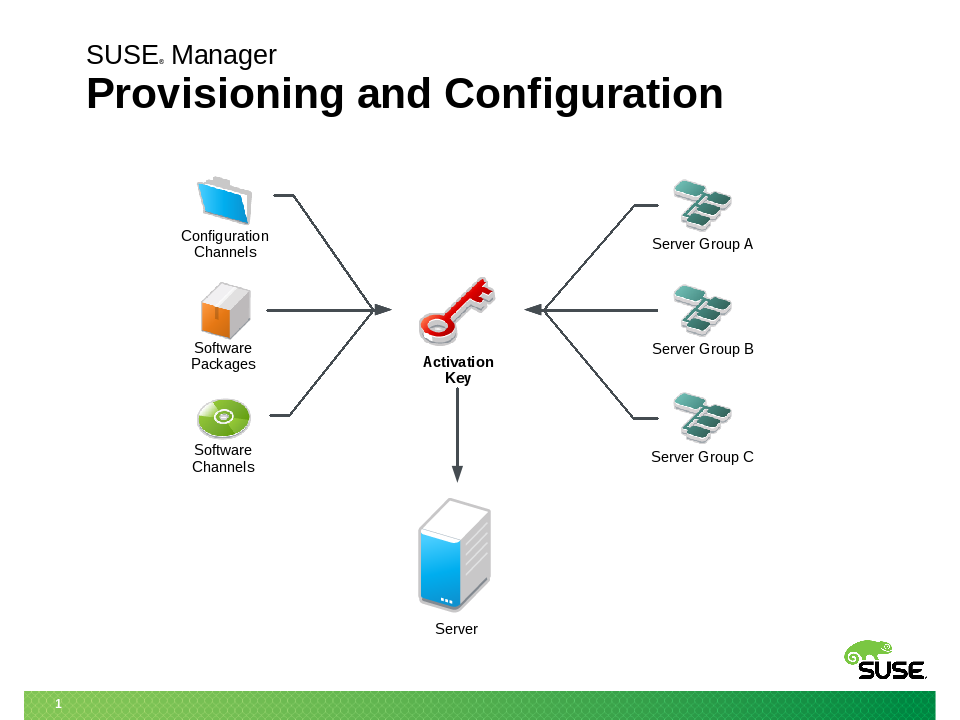 SUSE® Manager
Provisioning and Configuration
Configuration
Channels
Server Group A
Software
Packages
Activation
Key
Server Group B
Software
Channels
Server Group C
Server
SUSE
1